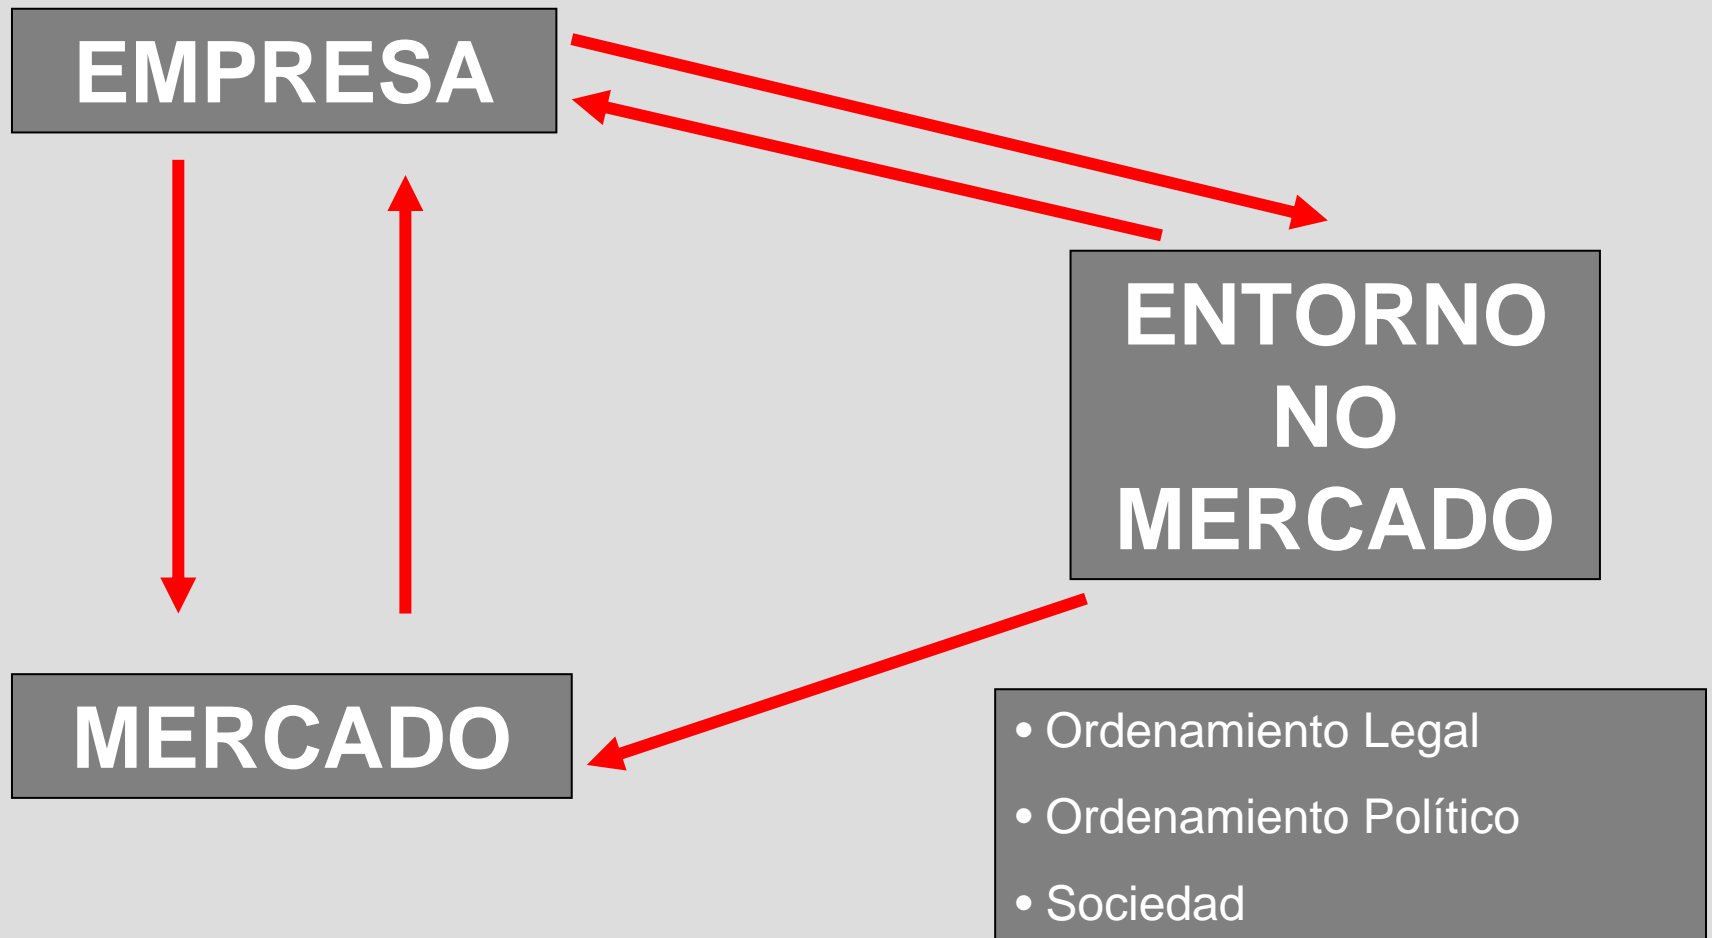 EMPRESA
ENTORNO
NO
MERCADO
MERCADO
• Ordenamiento Legal
• Ordenamiento Político
• Sociedad